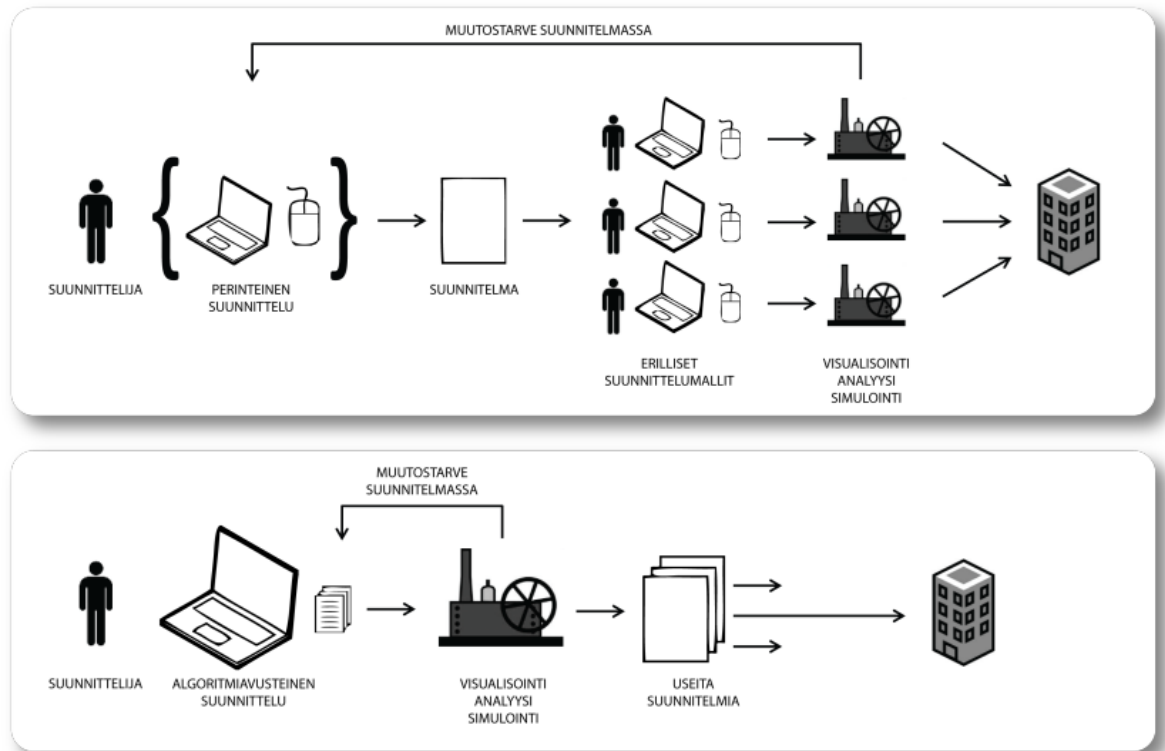 MUUTOSTARVE SUUNNITELMASSA
SUUNNITTELIJA
PERINTEINEN
SUUNNITTELU
SUUNNITELMA
ERILLISET
SUUNNITTELUMALLIT
VISUALISOINTI
ANALYYSI
SIMULOINTI
MUUTOSTARVE
SUUNNITELMASSA
SUUNNITTELIJA
ALGORITMIAVUSTEINEN
SUUNNITTELU
VISUALISOINTI
ANALYYSI
SIMULOINTI
USEITA
SUUNNITELMIA